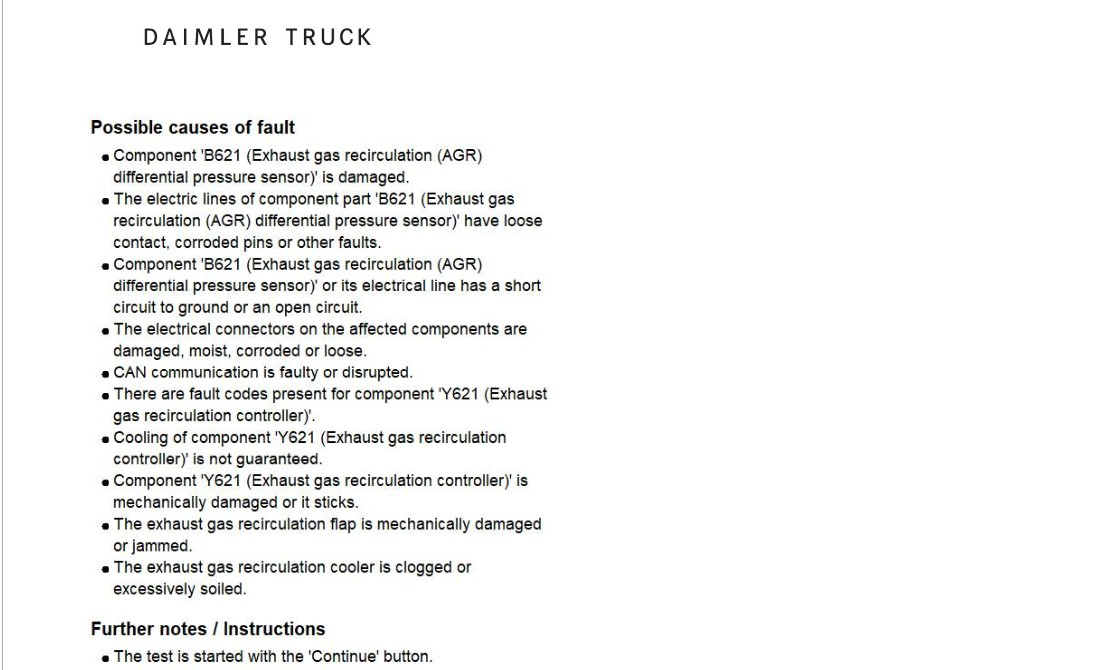 DAIMLER TRUCK
Possible causes of fault
• Component 'B621 (Exhaust gas recirculation (AGR)
differential pressure sensor)' is damaged.
• The electric lines of component part 'B621 (Exhaust gas
recirculation (AGR) differential pressure sensor)' have loose
contact, corroded pins or other faults.
• Component 'B621 (Exhaust gas recirculation (AGR)
differential pressure sensor)' or its electrical line has a short
circuit to ground or an open circuit.
• The electrical connectors on the affected components are
damaged, moist, corroded or loose.
• CAN communication is faulty or disrupted.
• There are fault codes present for component 'Y621 (Exhaust
gas recirculation controller)'.
• Cooling of component 'Y621 (Exhaust gas recirculation
controller)' is not guaranteed.
• Component 'Y621 (Exhaust gas recirculation controller)' is
mechanically damaged or it sticks.
• The exhaust gas recirculation flap is mechanically damaged
or jammed.
• The exhaust gas recirculation cooler is clogged or
excessively soiled.
Further notes / Instructions
• The test is started with the 'Continue' button.